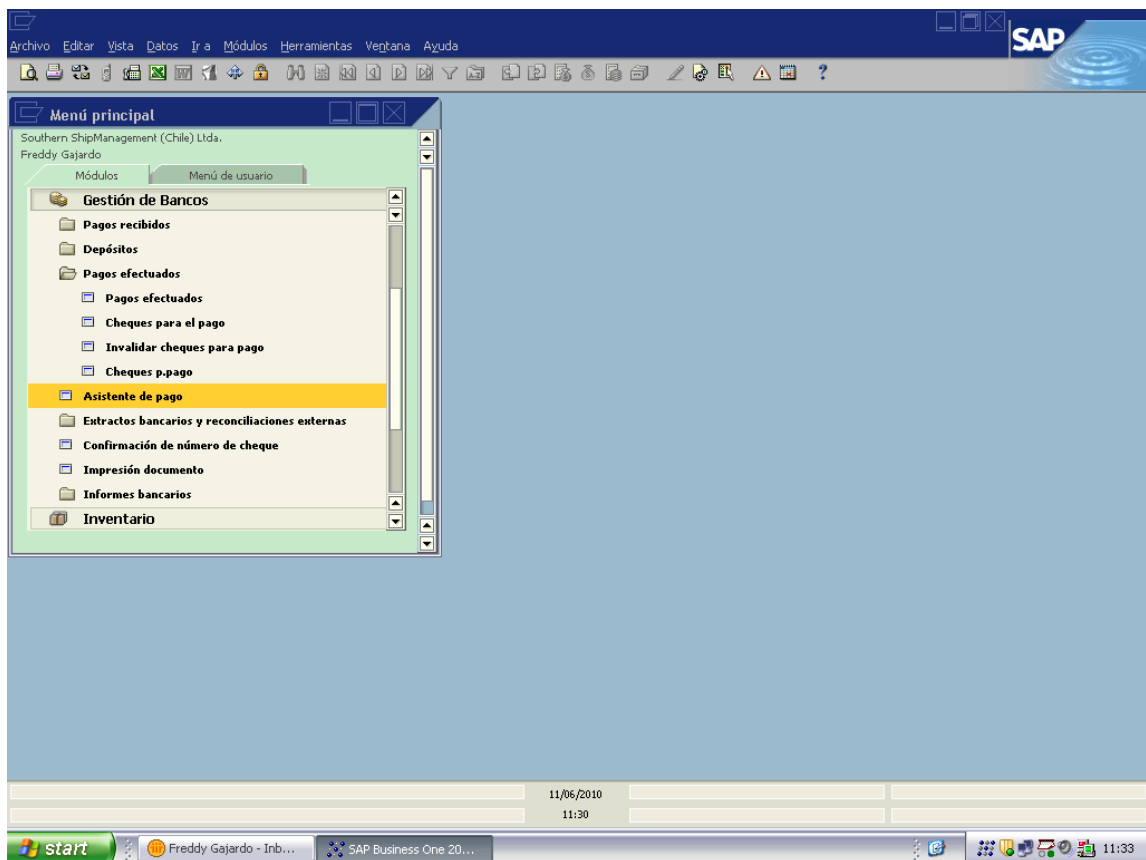 Archivo Editar Vista Datos Ir a Módulos Herramientas Ventana Ayuda
SAP
Menú principal
Southern ShipManagement (Chile) Ltda.
Freddy Gajardo
Módulos Menú de usuario
Gestión de Bancos
Pagos recibidos
Depósitos
Pagos efectuados
Pagos efectuados
Cheques para el pago
Invalidar cheques para pago
Cheques p.pago
Asistente de pago
Extractos bancarios y reconciliaciones externas
Confirmación de número de cheque
Impresión documento
Informes bancarios
Inventario
11/06/2010
11:30
start Freddy Gajardo - Inb... SAP Business One 20... 11:33